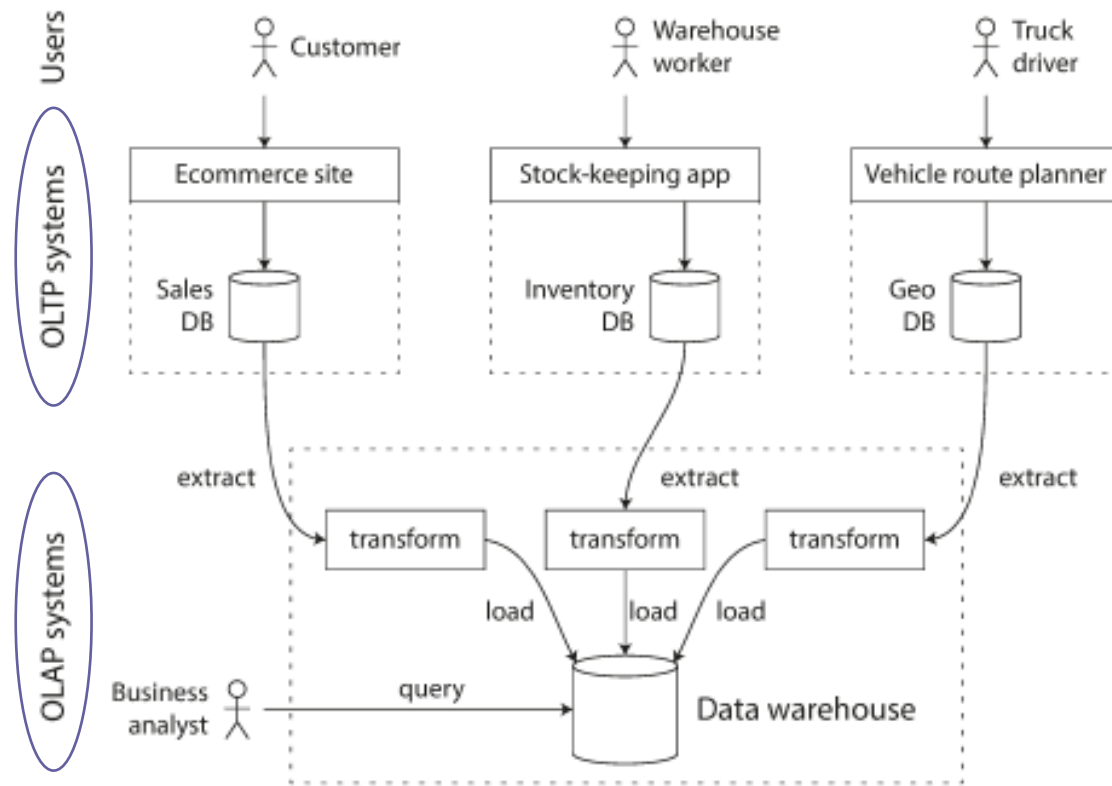 Users
Customer
Warehouse
worker
Truck
driver
OLTP systems
Ecommerce site
Stock-keeping app
Vehicle route planner
Sales
DB
Inventory
DB
Geo
DB
extract
extract
extract
OLAP systems
transform
transform
transform
load
load
load
Business
analyst
query
Data warehouse